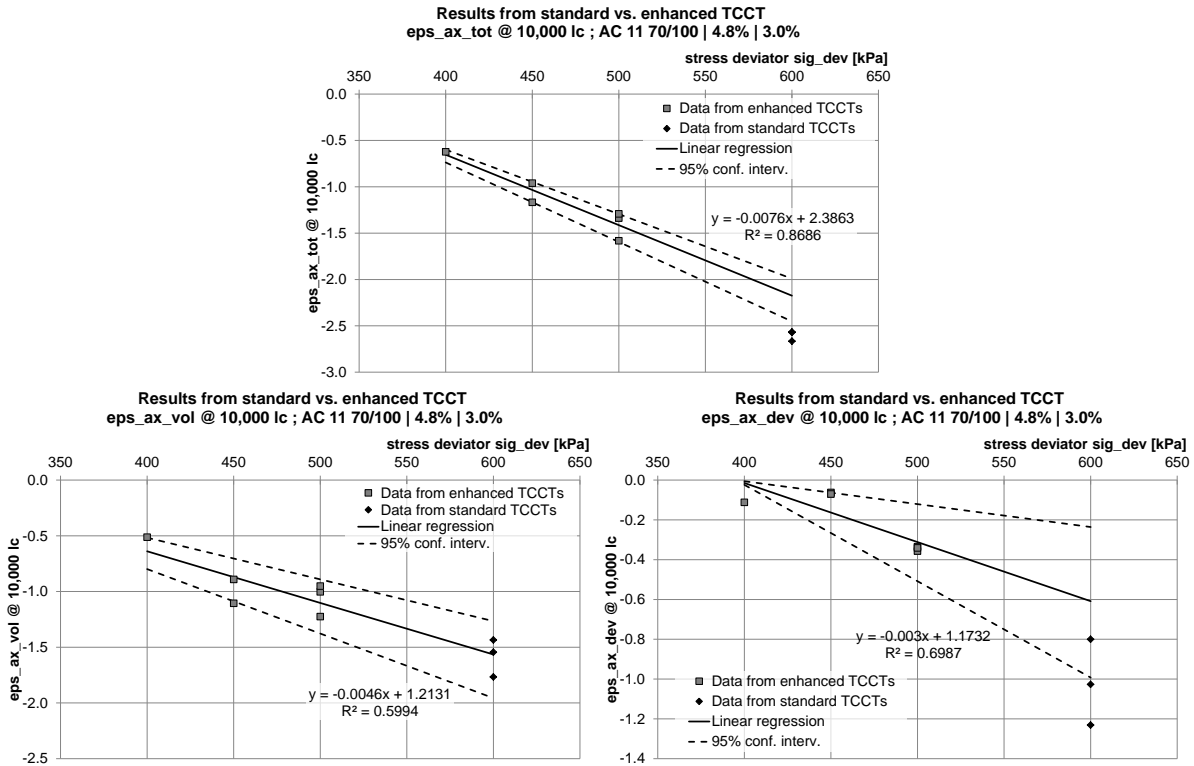 Results from standard vs. enhanced TCCT
eps_ax_tot @ 10,000 lc ; AC 11 70/100 | 4.8% | 3.0%
stress deviator sig_dev [kPa]
350 400 450 500 550 600 650
0.0
-0.5
-1.0
-1.5
-2.0
-2.5
-3.0
eps_ax_tot @ 10,000 lc
Data from enhanced TCCTs
Data from standard TCCTs
Linear regression
95% conf. interv.
y = -0.0076x + 2.3863
R² = 0.8686
Results from standard vs. enhanced TCCT
eps_ax_vol @ 10,000 lc ; AC 11 70/100 | 4.8% | 3.0%
stress deviator sig_dev [kPa]
350 400 450 500 550 600 650
0.0
-0.5
-1.0
-1.5
-2.0
-2.5
eps_ax_vol @ 10,000 lc
Data from enhanced TCCTs
Data from standard TCCTs
Linear regression
95% conf. interv.
y = -0.0046x + 1.2131
R² = 0.5994
Results from standard vs. enhanced TCCT
eps_ax_dev @ 10,000 lc ; AC 11 70/100 | 4.8% | 3.0%
stress deviator sig_dev [kPa]
350 400 450 500 550 600 650
0.0
-0.2
-0.4
-0.6
-0.8
-1.0
-1.2
-1.4
eps_ax_dev @ 10,000 lc
y = -0.003x + 1.1732
R² = 0.6987
Data from enhanced TCCTs
Data from standard TCCTs
Linear regression
95% conf. interv.